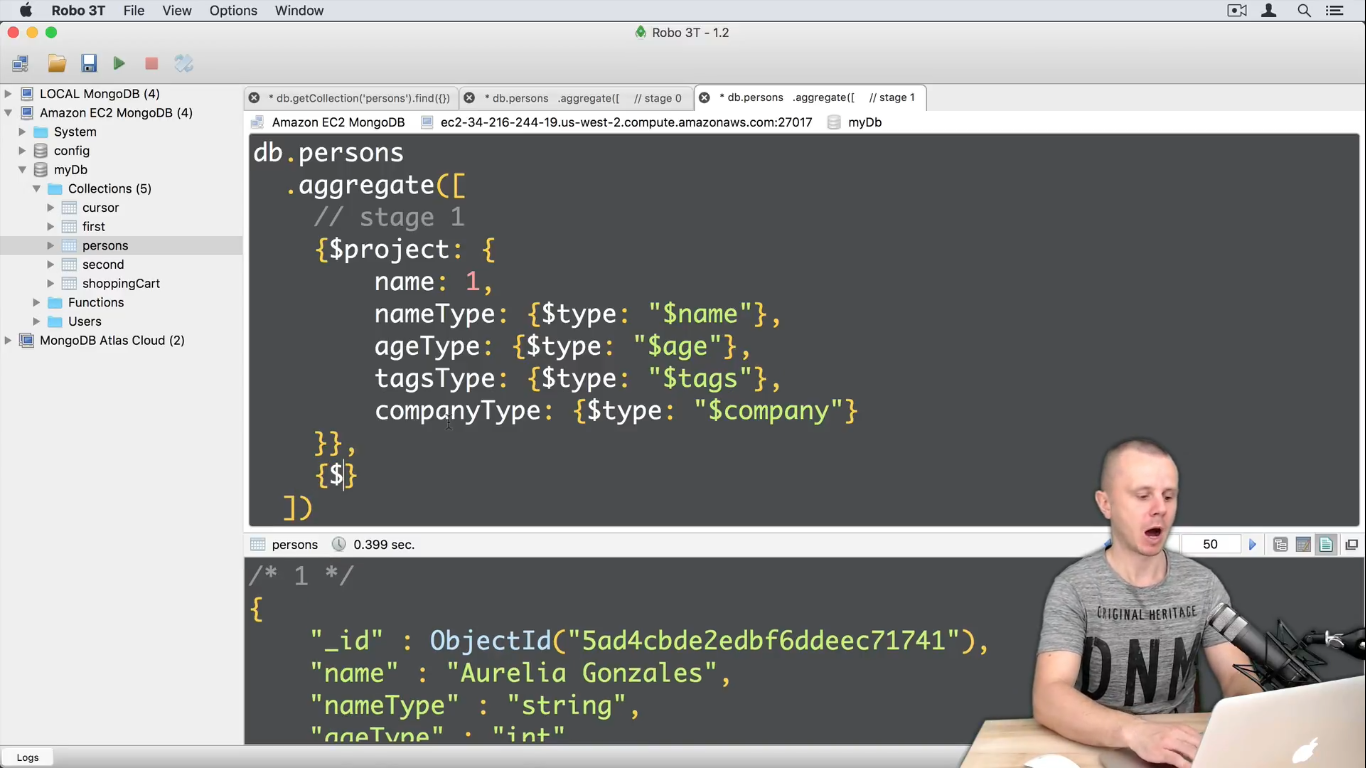 Robo 3T File View Options Window
Robo 3T - 1.2
LOCAL MongoDB (4)
Amazon EC2 MongoDB (4)
System
config
myDb
Collections (5)
cursor
first
persons
second
shoppingCart
Functions
Users
MongoDB Atlas Cloud (2)
* db.getCollection('persons').find({}) * db.persons .aggregate([ // stage 0 * db.persons .aggregate([ // stage 1
Amazon EC2 MongoDB ec2-34-216-244-19.us-west-2.compute.amazonaws.com:27017 myDb
db.persons
.aggregate([
// stage 1
{$project: {
name: 1,
nameType: {$type: "$name"},
ageType: {$type: "$age"},
tagsType: {$type: "$tags"},
companyType: {$type: "$company"}
}},
{$}
])
persons 0.399 sec. 50
/* 1 */
{
"_id" : ObjectId("5ad4cbde2edbf6ddeec71741"),
"name" : "Aurelia Gonzales",
"nameType" : "string",
"ageType" : "int"
ORIGINAL HERITAGE
DNM
Logs